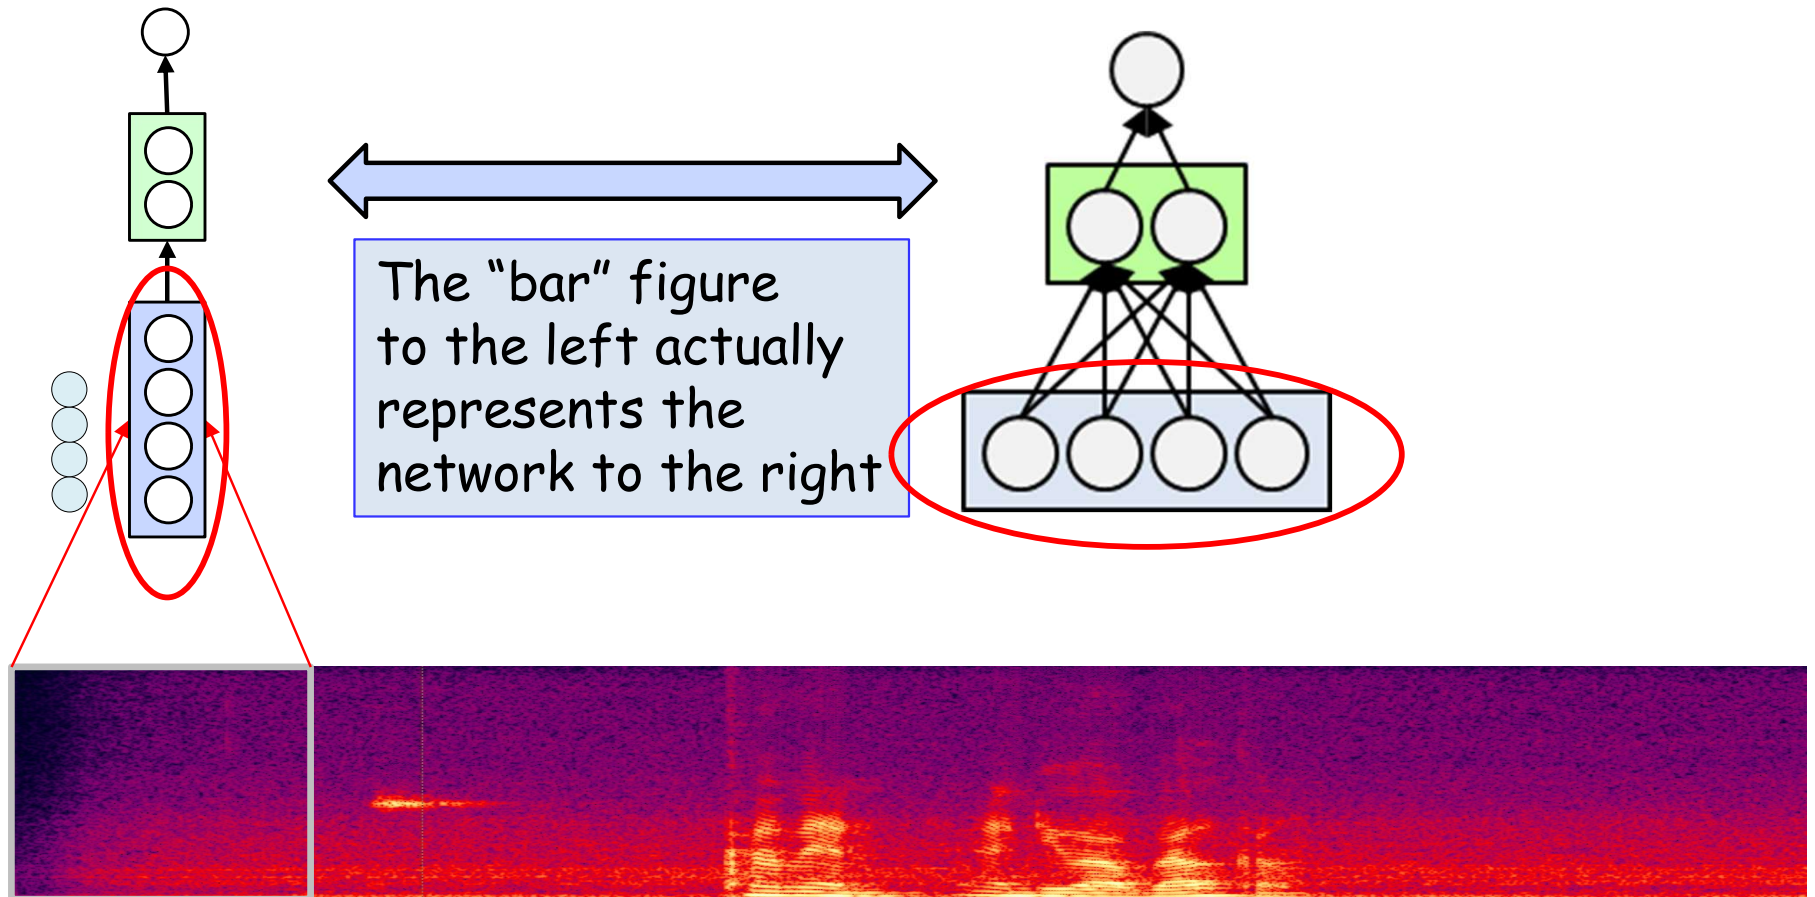 The “bar” figure
to the left actually
represents the
network to the right